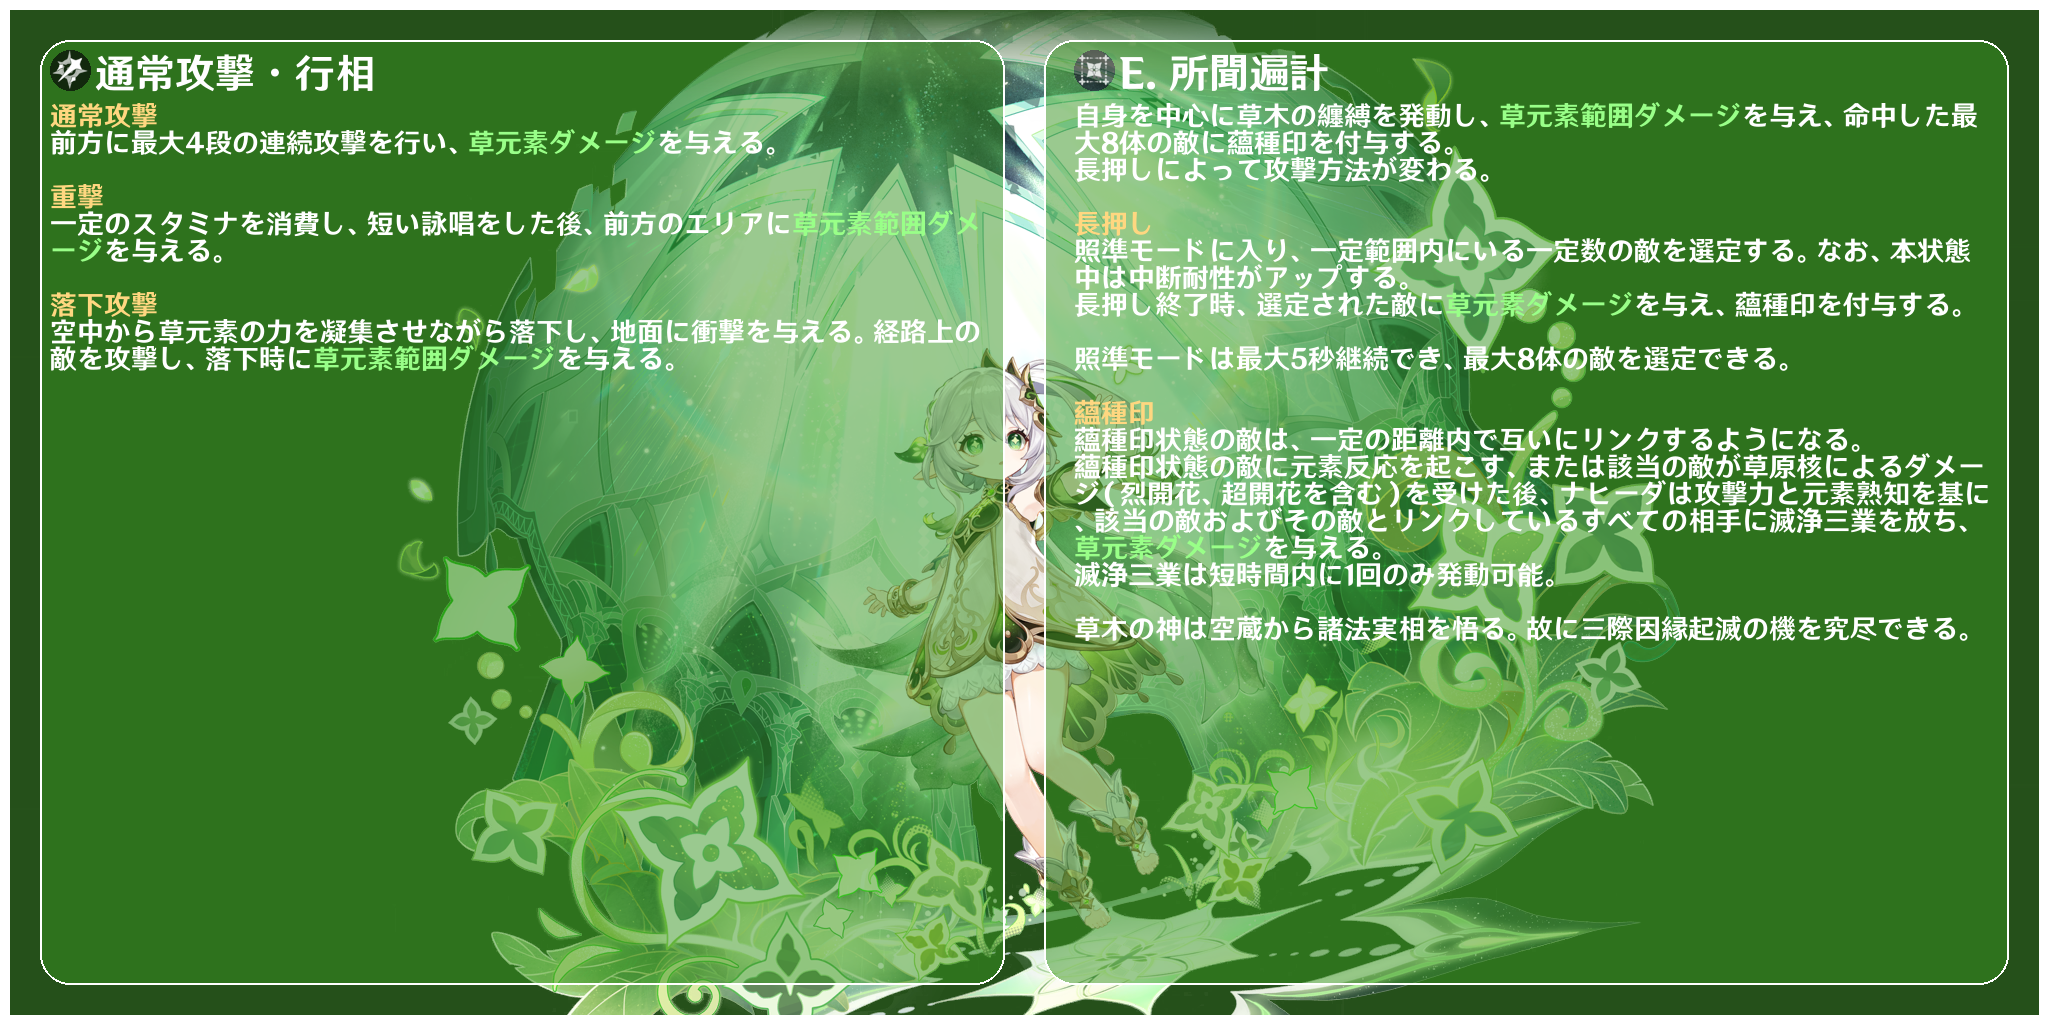 通常攻撃・行相
通常攻撃
前方に最大4段の連続攻撃を行い、草元素ダメージを与える。
重撃
一定のスタミナを消費し、短い詠唱をした後、前方のエリアに草元素範囲ダメ
ージを与える。
落下攻撃
空中から草元素の力を凝集させながら落下し、地面に衝撃を与える。経路上の
敵を攻撃し、落下時に草元素範囲ダメージを与える。
E. 所聞遍計
自身を中心に草木の纏縛を発動し、草元素範囲ダメージを与え、命中した最
大8体の敵に蘊種印を付与する。
長押しによって攻撃方法が変わる。
長押し
照準モードに入り、一定範囲内にいる一定数の敵を選定する。なお、本状態
中は中断耐性がアップする。
長押し終了時、選定された敵に草元素ダメージを与え、蘊種印を付与する。
照準モードは最大5秒継続でき、最大8体の敵を選定できる。
蘊種印
蘊種印状態の敵は、一定の距離内で互いにリンクするようになる。
蘊種印状態の敵に元素反応を起こす、または該当の敵が草原核によるダメー
ジ(烈開花、超開花を含む)を受けた後、ナヒーダは攻撃力と元素熟知を基に
、該当の敵およびその敵とリンクしているすべての相手に滅浄三業を放ち、
草元素ダメージを与える。
滅浄三業は短時間内に1回のみ発動可能。
草木の神は空蔵から諸法実相を悟る。故に三際因縁起滅の機を究尽できる。